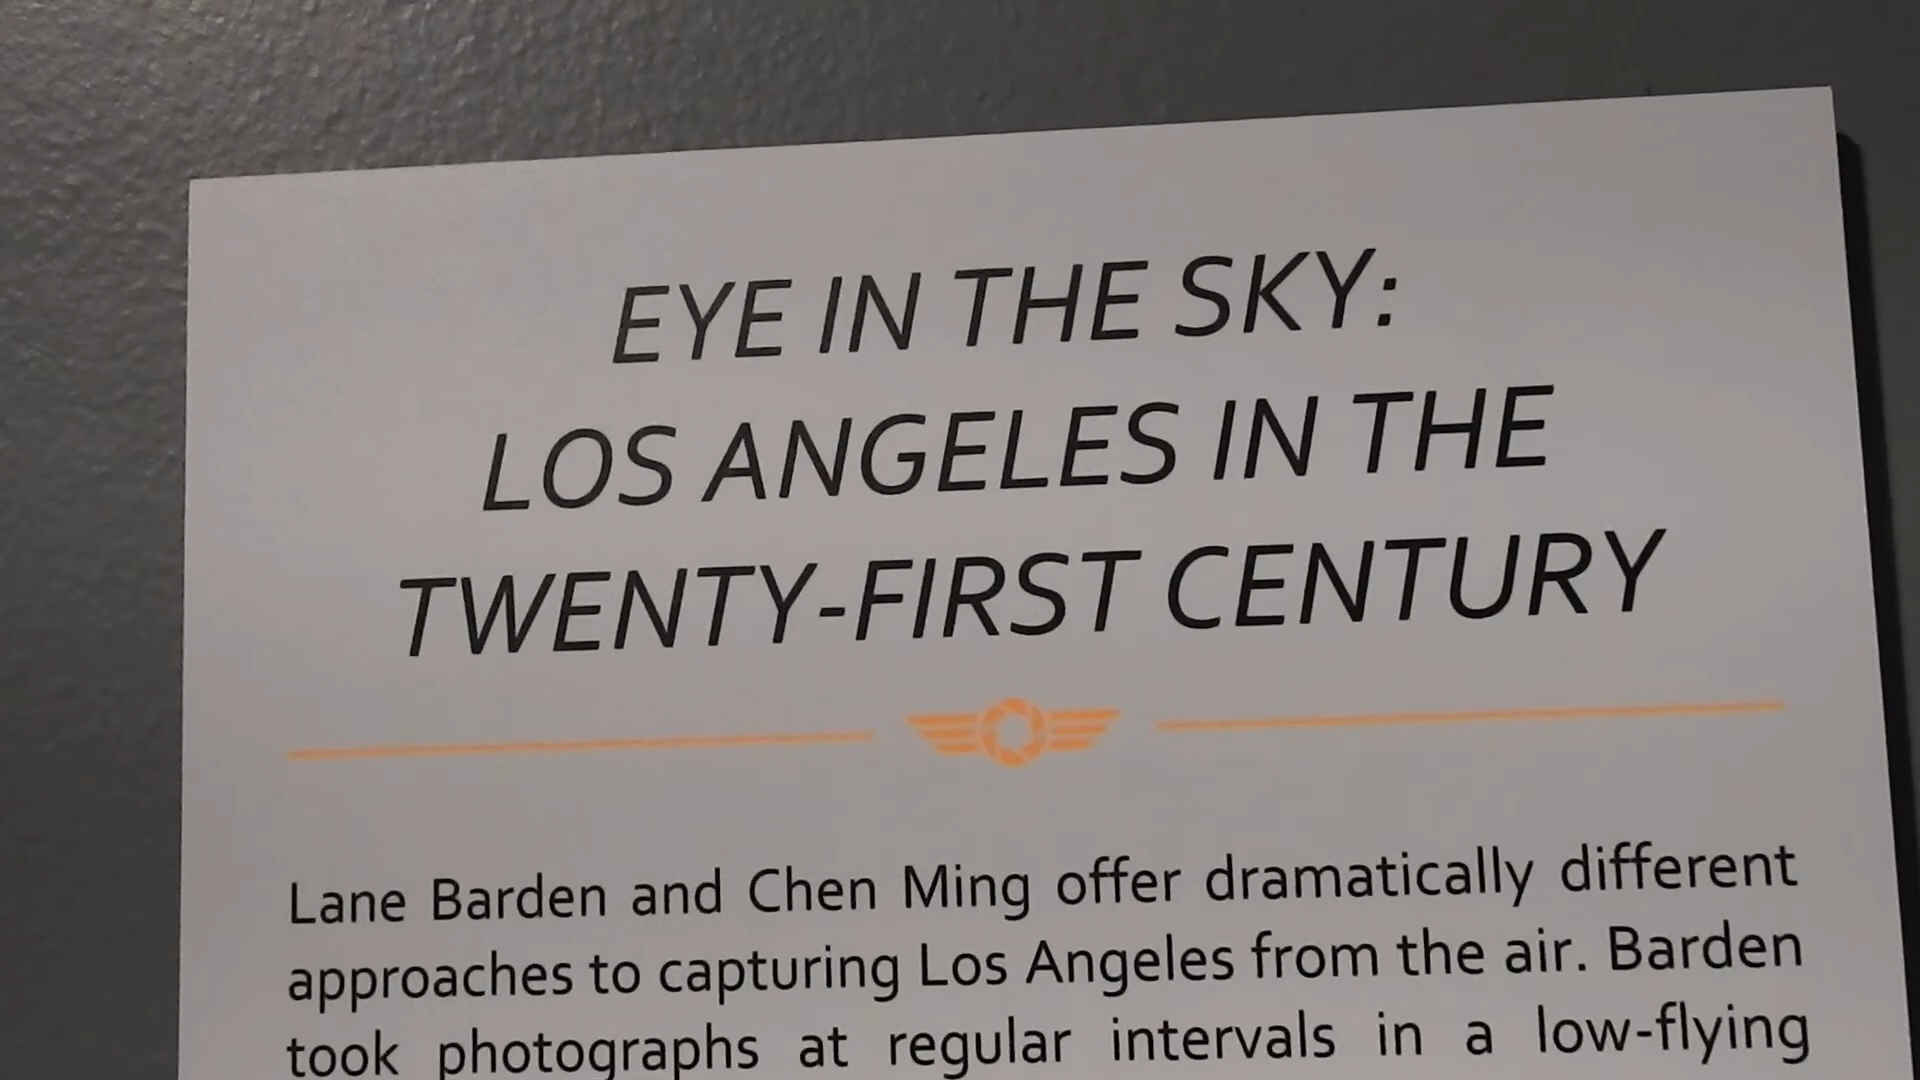 EYE IN THE SKY:
LOS ANGELES IN THE
TWENTY-FIRST CENTURY
Lane Barden and Chen Ming offer dramatically different
approaches to capturing Los Angeles from the air. Barden
took photographs at regular intervals in a low-flying